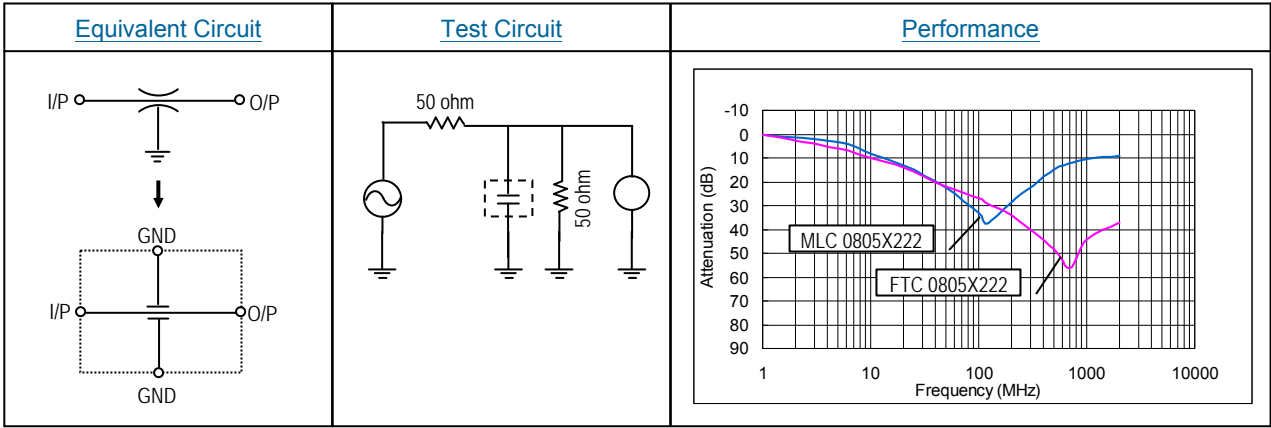 Equivalent Circuit
Test Circuit
Performance
I/P
O/P
GND
I/P
O/P
GND
50 ohm
50 ohm
Attenuation (dB)
-10
0
10
20
30
40
50
60
70
80
90
MLC 0805X222
FTC 0805X222
1
10
100
1000
10000
Frequency (MHz)